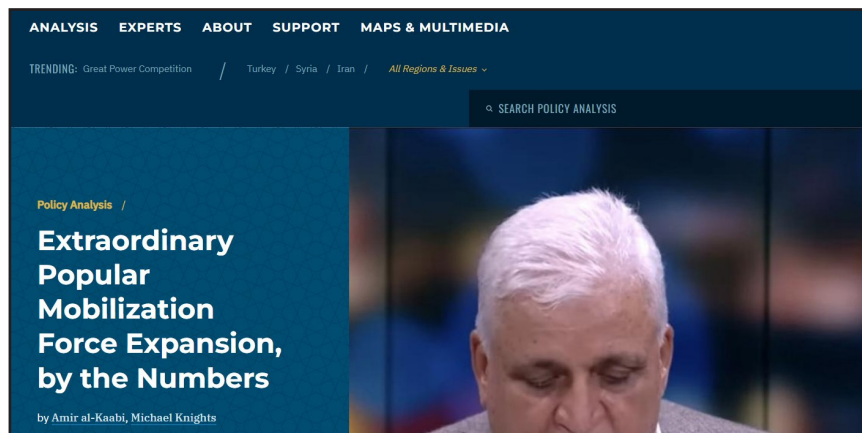 ANALYSIS EXPERTS ABOUT SUPPORT MAPS & MULTIMEDIA
TRENDING: Great Power Competition / Turkey / Syria / Iran / All Regions & Issues
SEARCH POLICY ANALYSIS
Policy Analysis /
Extraordinary
Popular
Mobilization
Force Expansion,
by the Numbers
by Amir al-Kaabi, Michael Knights